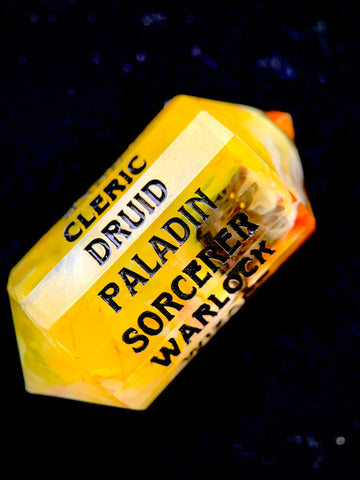 CLERIC
DRUID
PALADIN
SORCERER
WARLOCK